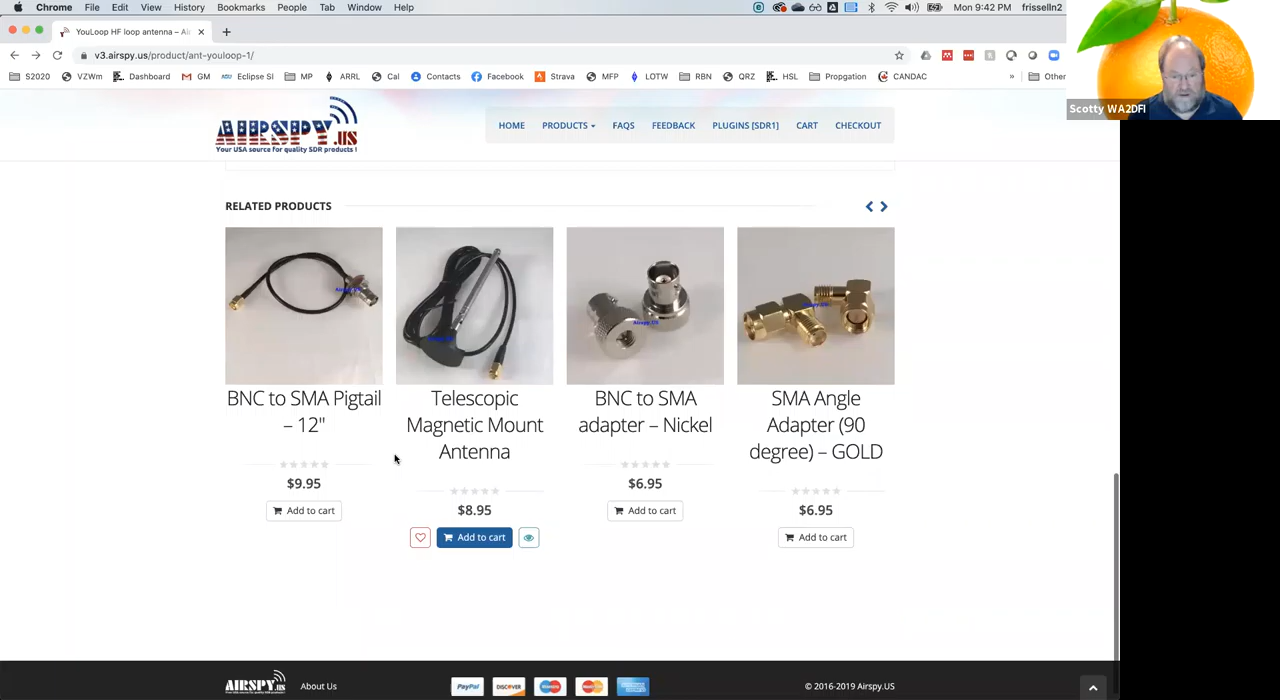 Chrome File Edit View History Bookmarks People Tab Window Help Mon 9:42 PM frisselln2
YouLoop HF loop antenna – Ai
v3.airspy.us/product/ant-youloop-1/
S2020 VZWm Dashboard GM Eclipse SI MP ARRL Cal Contacts Facebook Strava MFP LOTW RBN QRZ HSL Propgation CANDAC » Other
Scotty WA2DFI
AIRSPY.US
Your USA source for quality SDR products !
HOME PRODUCTS FAQS FEEDBACK PLUGINS [SDR1] CART CHECKOUT
RELATED PRODUCTS
BNC to SMA Pigtail – 12"
$9.95
Add to cart
Telescopic Magnetic Mount Antenna
$8.95
Add to cart
BNC to SMA adapter – Nickel
$6.95
Add to cart
SMA Angle Adapter (90 degree) – GOLD
$6.95
Add to cart
AIRSPY.US About Us PayPal DISCOVER © 2016-2019 Airspy.US